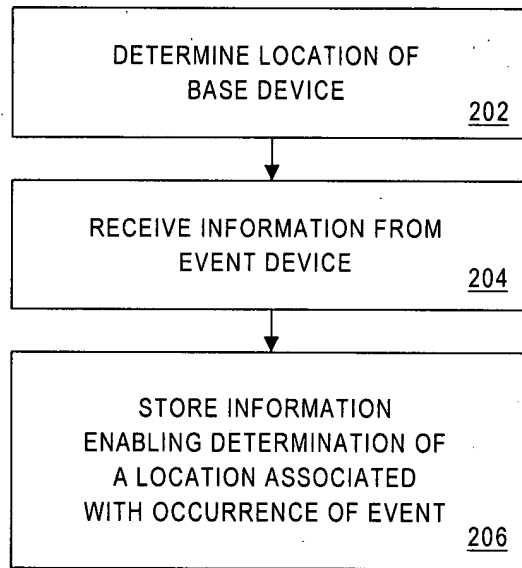 DETERMINE LOCATION OF
BASE DEVICE
202
RECEIVE INFORMATION FROM
EVENT DEVICE
204
STORE INFORMATION
ENABLING DETERMINATION OF
A LOCATION ASSOCIATED
WITH OCCURRENCE OF EVENT
206